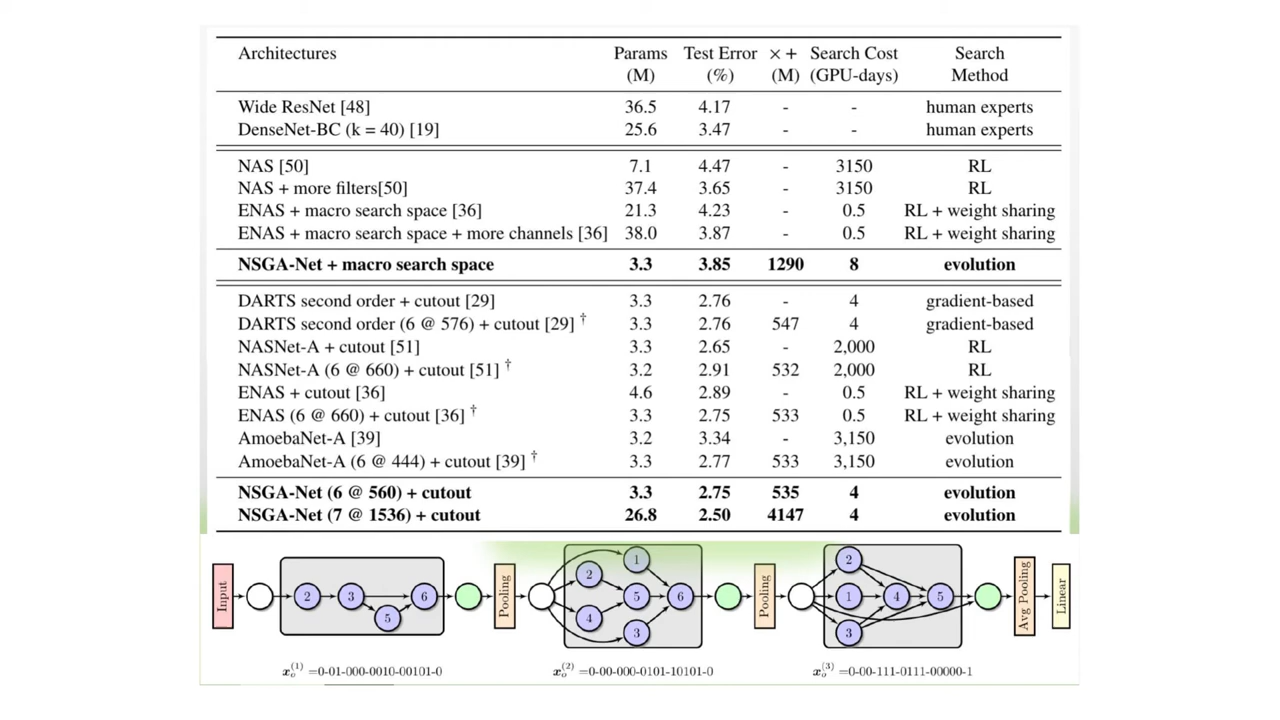 Architectures Params Test Error × + Search Cost Search
(M) (%) (M) (GPU-days) Method
Wide ResNet [48] 36.5 4.17 - - human experts
DenseNet-BC (k = 40) [19] 25.6 3.47 - - human experts
NAS [50] 7.1 4.47 - 3150 RL
NAS + more filters[50] 37.4 3.65 - 3150 RL
ENAS + macro search space [36] 21.3 4.23 - 0.5 RL + weight sharing
ENAS + macro search space + more channels [36] 38.0 3.87 - 0.5 RL + weight sharing
NSGA-Net + macro search space 3.3 3.85 1290 8 evolution
DARTS second order + cutout [29] 3.3 2.76 - 4 gradient-based
DARTS second order (6 @ 576) + cutout [29] † 3.3 2.76 547 4 gradient-based
NASNet-A + cutout [51] 3.3 2.65 - 2,000 RL
NASNet-A (6 @ 660) + cutout [51] † 3.2 2.91 532 2,000 RL
ENAS + cutout [36] 4.6 2.89 - 0.5 RL + weight sharing
ENAS (6 @ 660) + cutout [36] † 3.3 2.75 533 0.5 RL + weight sharing
AmoebaNet-A [39] 3.2 3.34 - 3,150 evolution
AmoebaNet-A (6 @ 444) + cutout [39] † 3.3 2.77 533 3,150 evolution
NSGA-Net (6 @ 560) + cutout 3.3 2.75 535 4 evolution
NSGA-Net (7 @ 1536) + cutout 26.8 2.50 4147 4 evolution
Input
2 3 5 6
Pooling
1 2 5 6 4 3
Pooling
2 1 4 5 3
Avg Pooling
Linear
x_o^(1) =0-01-000-0010-00101-0
x_o^(2) =0-00-000-0101-10101-0
x_o^(3) =0-00-111-0111-00000-1